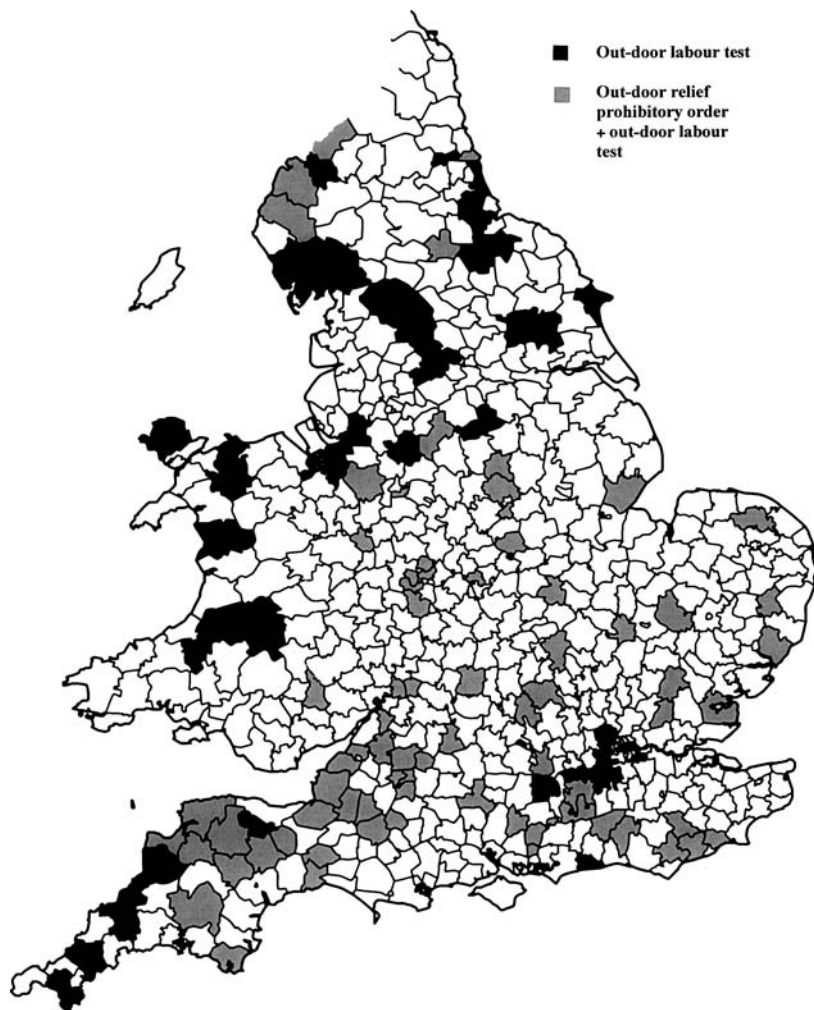 Out-door labour test
Out-door relief
prohibitory order
+ out-door labour
test